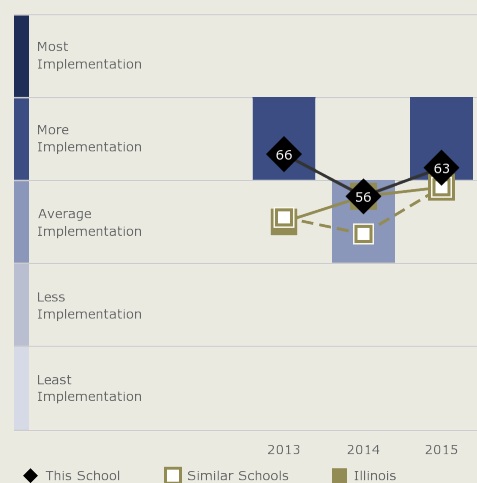 Most
Implementation
More
Implementation
66
63
56
Average
Implementation
Less
Implementation
Least
Implementation
2013 2014 2015
This School Similar Schools Illinois